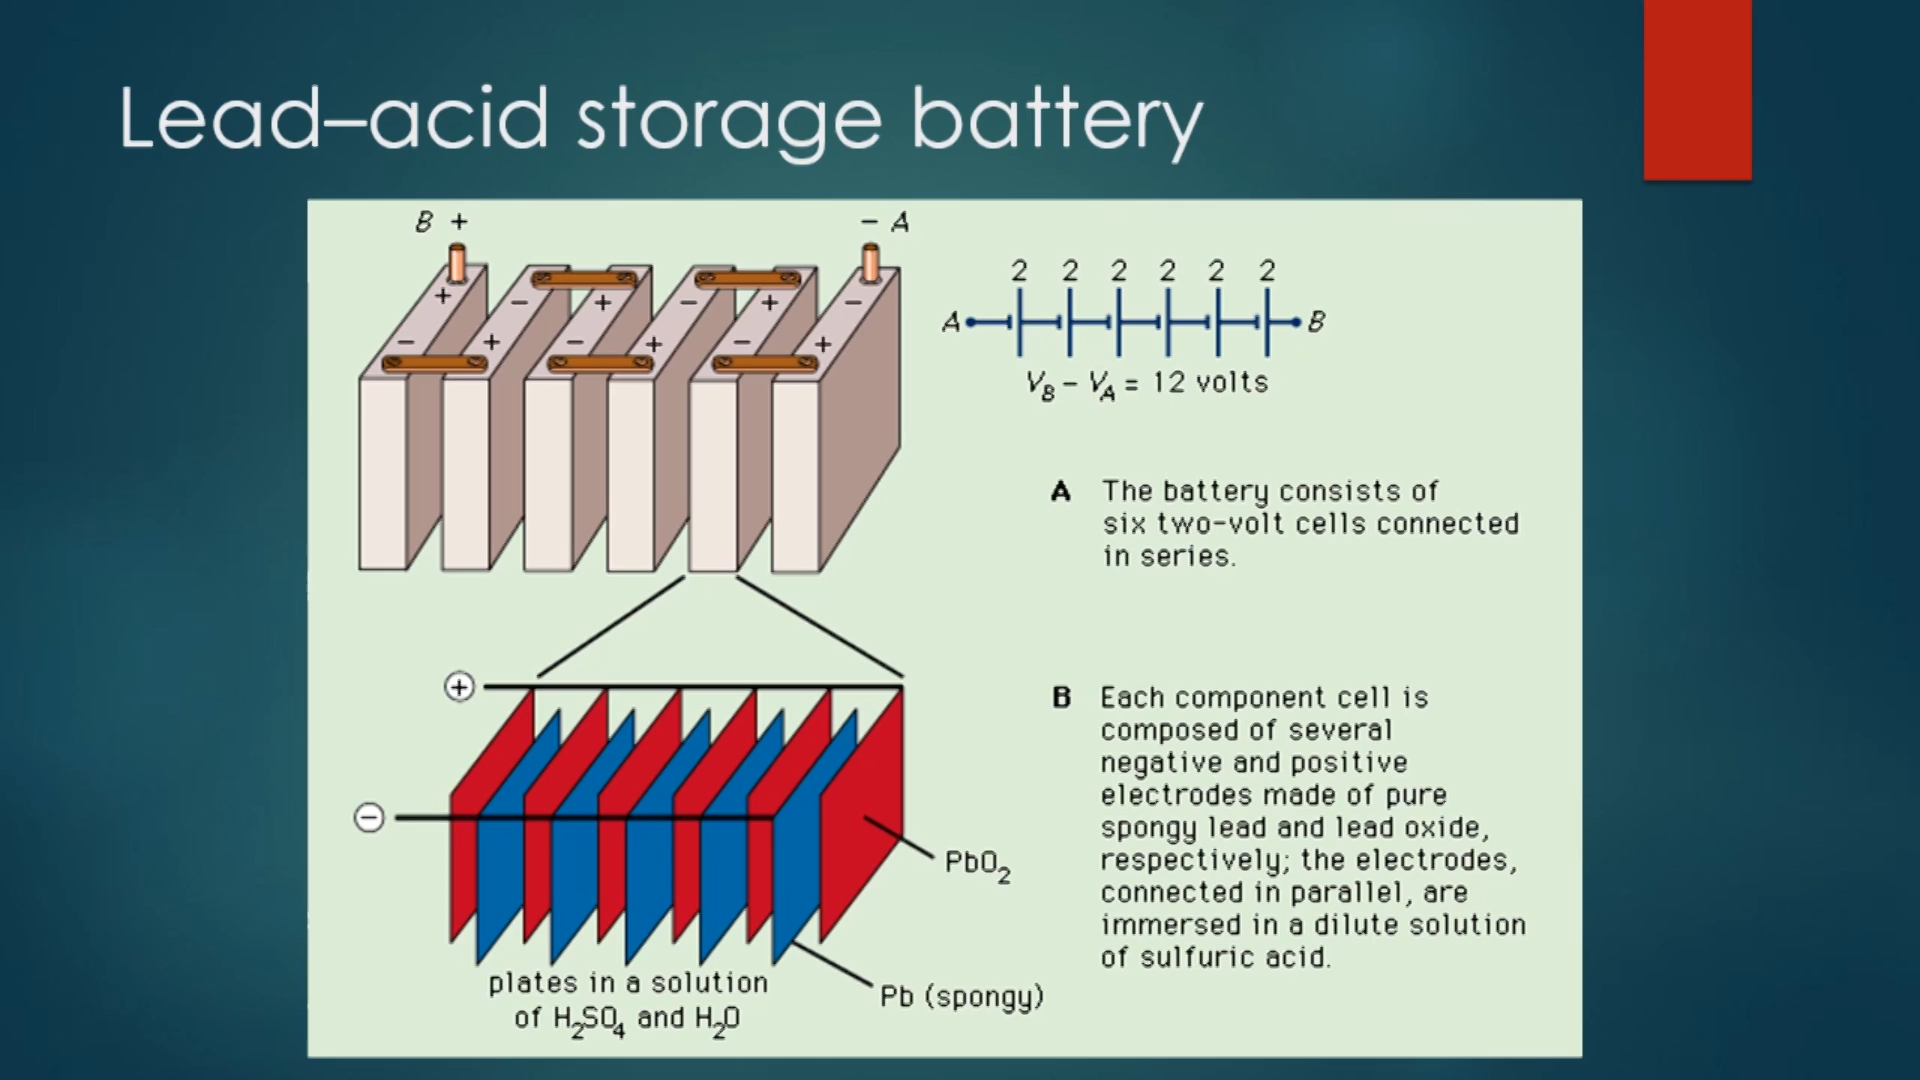 Lead–acid storage battery
B + − A
+ − + − + −
− + − + − +
2 2 2 2 2 2
A B
V_B − V_A = 12 volts
A The battery consists of
six two-volt cells connected
in series.
+
−
PbO₂
Pb (spongy)
plates in a solution
of H₂SO₄ and H₂O
B Each component cell is
composed of several
negative and positive
electrodes made of pure
spongy lead and lead oxide,
respectively; the electrodes,
connected in parallel, are
immersed in a dilute solution
of sulfuric acid.